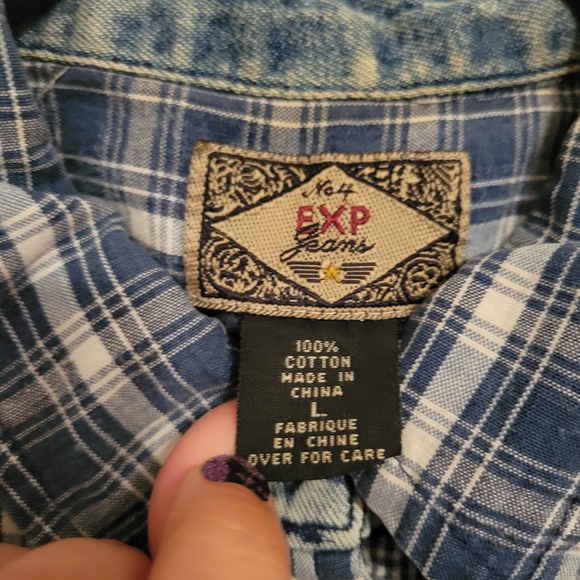 No4
EXP
Jeans
100%
COTTON
MADE IN
CHINA
L
FABRIQUE
EN CHINE
OVER FOR CARE